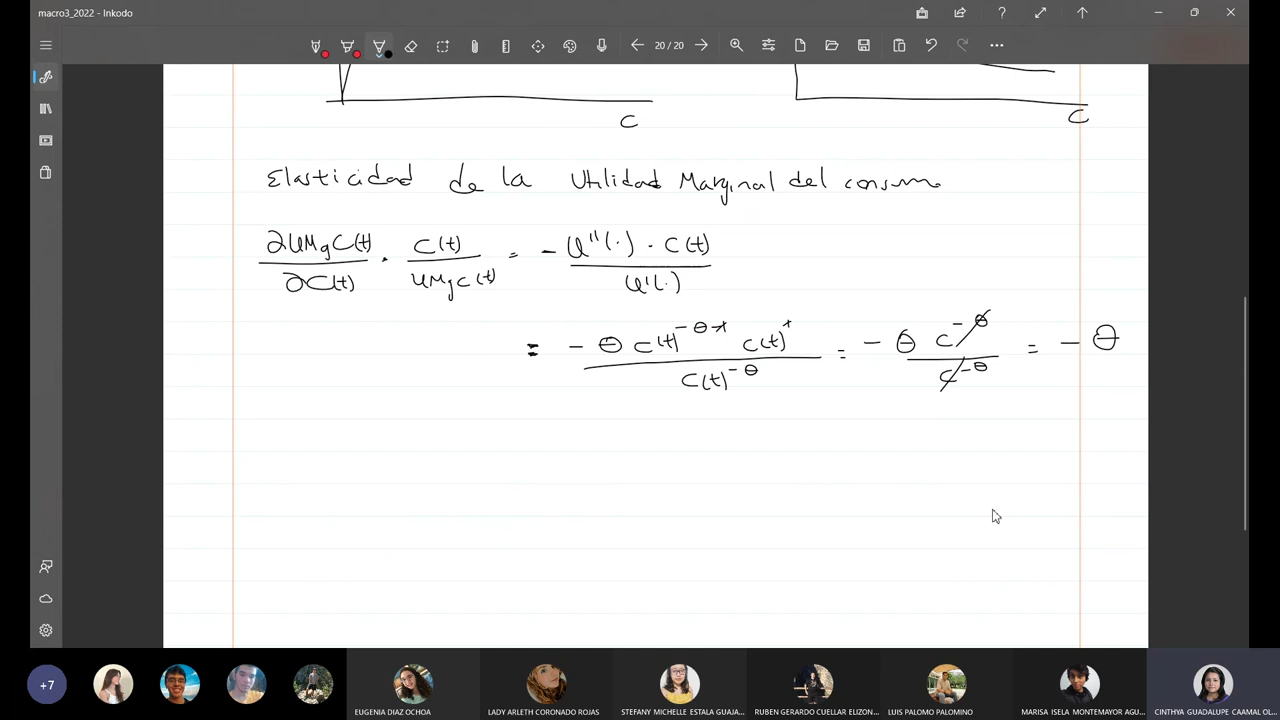 macro3_2022 - Inkodo
20 / 20
C
C
Elasticidad de la Utilidad Marginal del consumo
∂UMgC(t)/∂C(t) · C(t)/UMgC(t) = - U''(·) · C(t) / U'(·)
= - θ C(t)^{-θ-1} C(t)^{1} / C(t)^{-θ} = - θ C^{-θ} / C^{-θ} = - θ
+7
EUGENIA DIAZ OCHOA
LADY ARLETH CORONADO ROJAS
STEFANY MICHELLE ESTALA GUAJA...
RUBEN GERARDO CUELLAR ELIZON...
LUIS PALOMO PALOMINO
MARISA ISELA MONTEMAYOR AGU...
CINTHYA GUADALUPE CAAMAL OL...